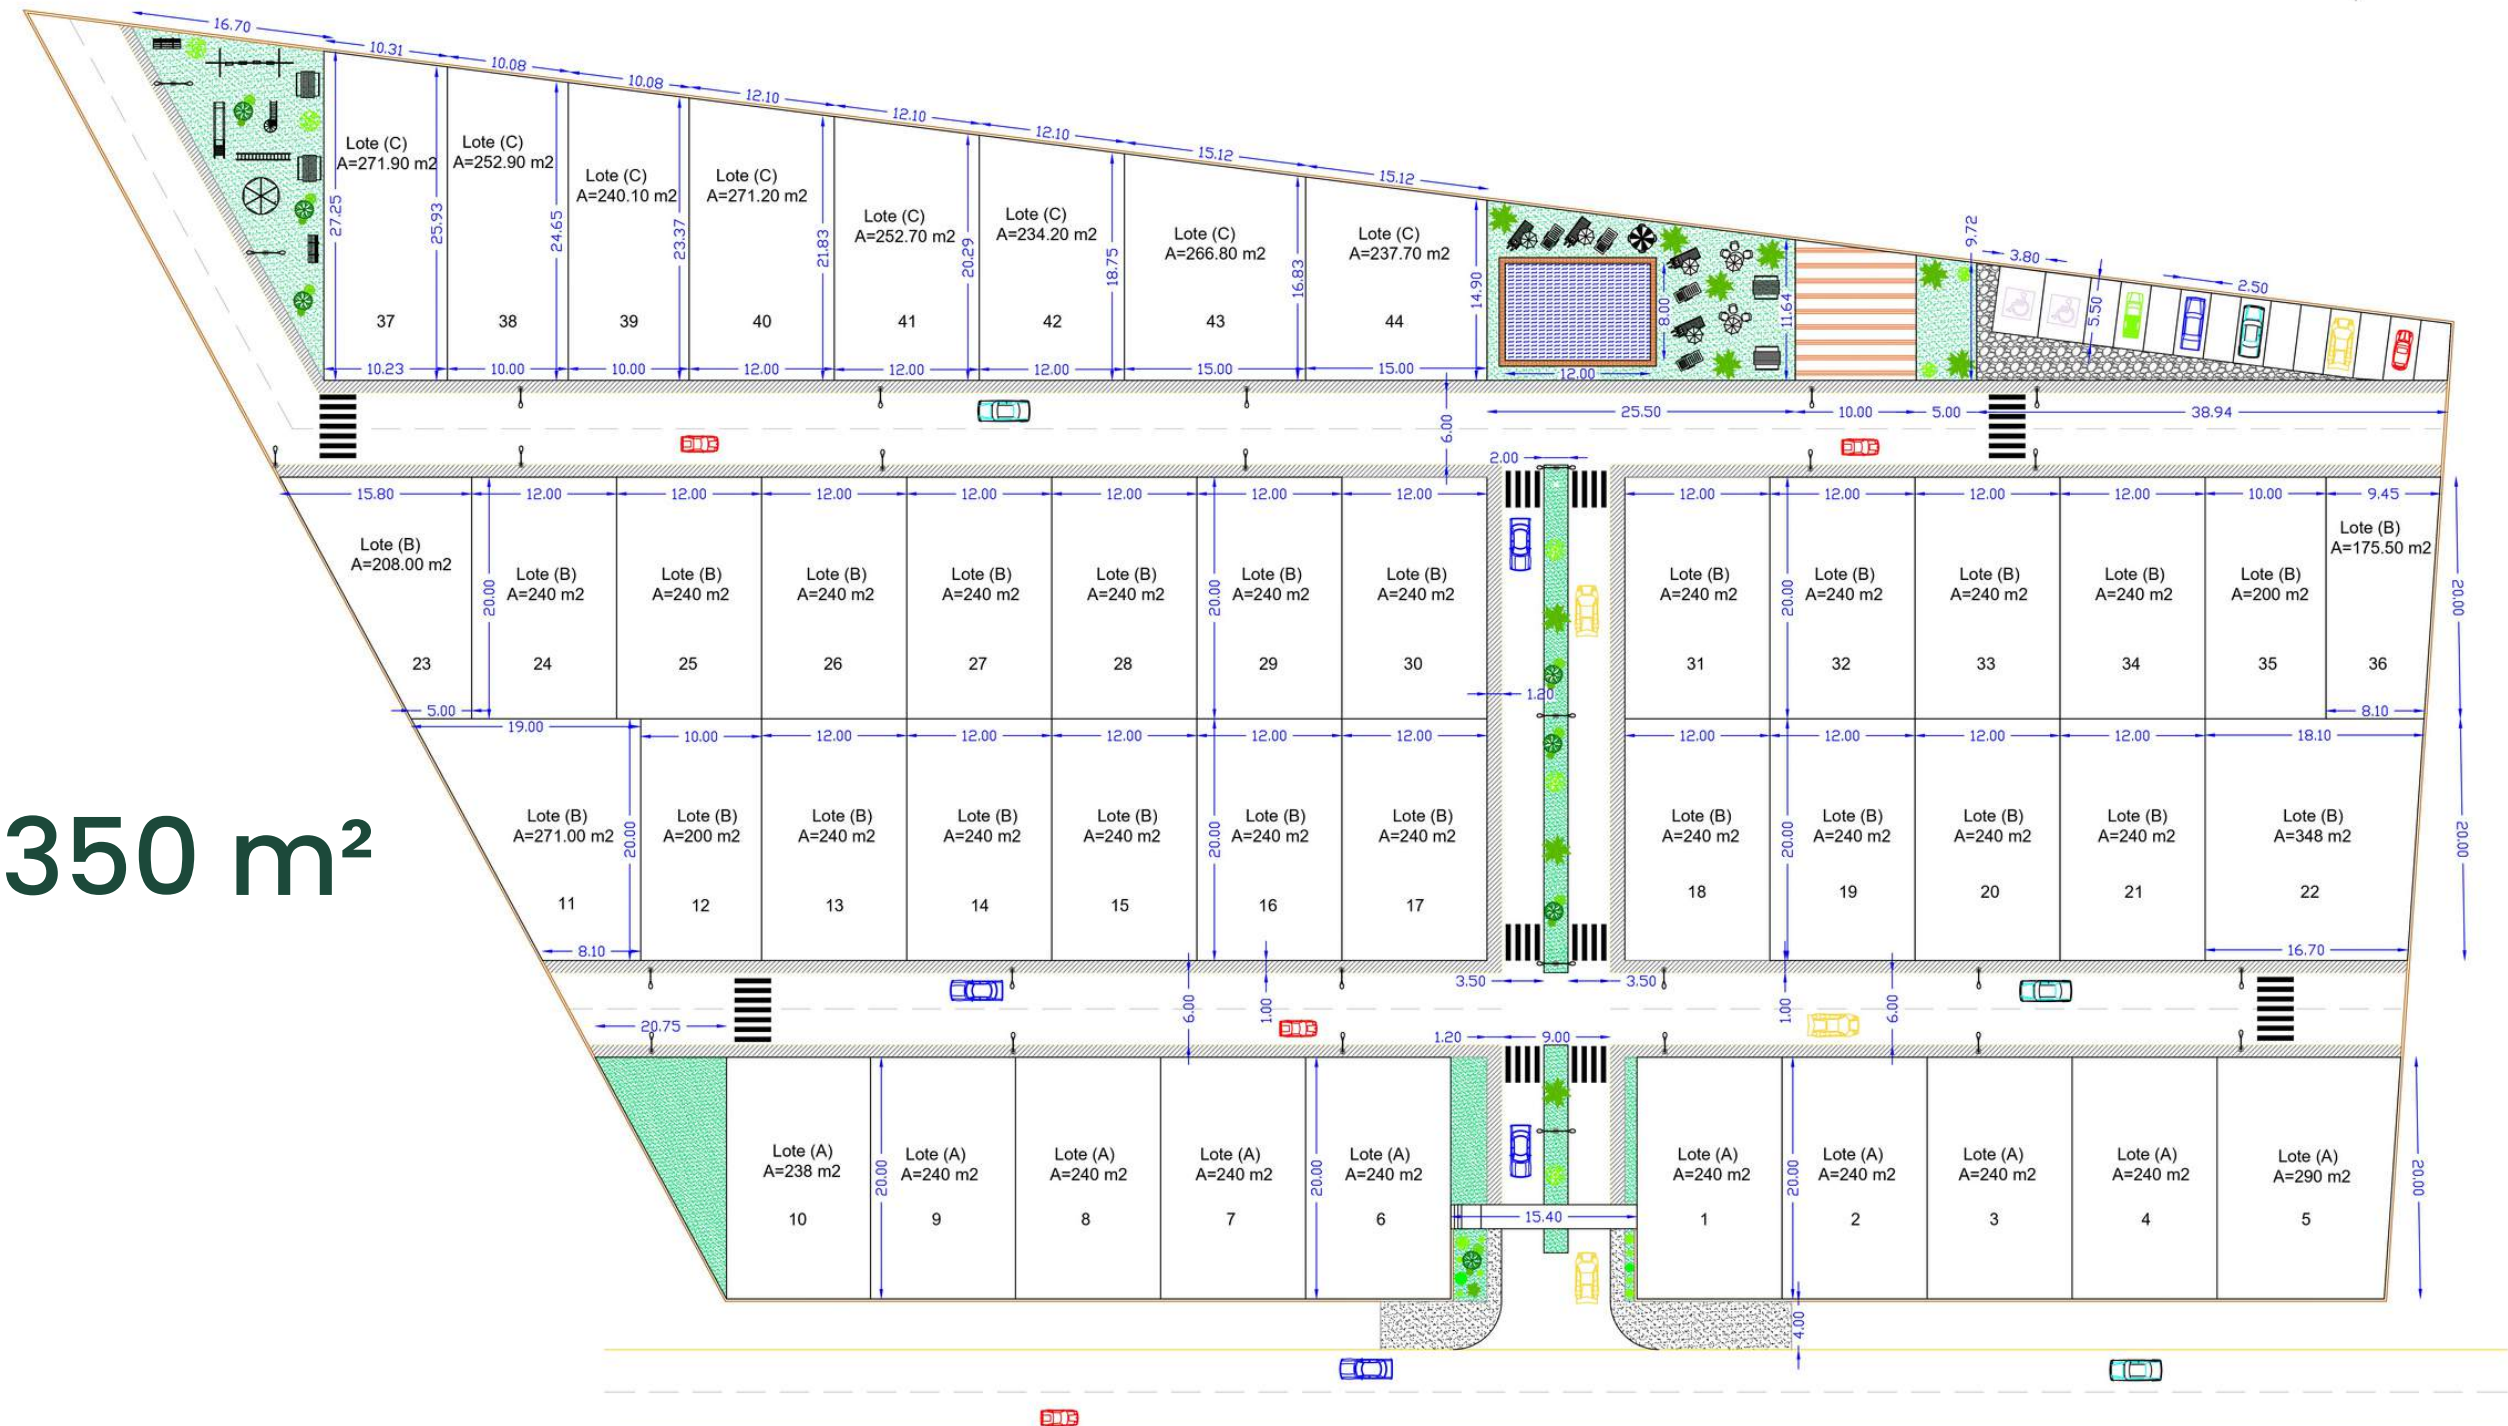 16.70
10.31
10.08
10.08
12.10
12.10
12.10
15.12
15.12
Lote (C)
A=271.90 m2
37
27.25
25.93
10.23
Lote (C)
A=252.90 m2
38
24.65
10.00
Lote (C)
A=240.10 m2
39
23.37
10.00
Lote (C)
A=271.20 m2
40
21.83
12.00
Lote (C)
A=252.70 m2
41
20.29
12.00
Lote (C)
A=234.20 m2
42
18.75
12.00
Lote (C)
A=266.80 m2
43
16.83
15.00
Lote (C)
A=237.70 m2
44
14.90
15.00
8.00
12.00
11.64
9.72
3.80
5.50
2.50
6.00
25.50
10.00
5.00
38.94
2.00
15.80
12.00
12.00
12.00
12.00
12.00
12.00
12.00
12.00
12.00
12.00
12.00
10.00
9.45
Lote (B)
A=208.00 m2
23
5.00
20.00
Lote (B)
A=240 m2
24
Lote (B)
A=240 m2
25
Lote (B)
A=240 m2
26
Lote (B)
A=240 m2
27
Lote (B)
A=240 m2
28
20.00
Lote (B)
A=240 m2
29
Lote (B)
A=240 m2
30
1.20
Lote (B)
A=240 m2
31
20.00
Lote (B)
A=240 m2
32
Lote (B)
A=240 m2
33
Lote (B)
A=240 m2
34
Lote (B)
A=200 m2
35
Lote (B)
A=175.50 m2
36
8.10
20.00
19.00
10.00
12.00
12.00
12.00
12.00
12.00
12.00
12.00
12.00
12.00
18.10
350 m²
Lote (B)
A=271.00 m2
11
8.10
20.00
Lote (B)
A=200 m2
12
Lote (B)
A=240 m2
13
Lote (B)
A=240 m2
14
Lote (B)
A=240 m2
15
20.00
Lote (B)
A=240 m2
16
Lote (B)
A=240 m2
17
Lote (B)
A=240 m2
18
20.00
Lote (B)
A=240 m2
19
Lote (B)
A=240 m2
20
Lote (B)
A=240 m2
21
Lote (B)
A=348 m2
22
16.70
20.00
3.50
3.50
20.75
6.00
1.00
1.20
9.00
1.00
6.00
Lote (A)
A=238 m2
10
20.00
Lote (A)
A=240 m2
9
Lote (A)
A=240 m2
8
Lote (A)
A=240 m2
7
20.00
Lote (A)
A=240 m2
6
15.40
Lote (A)
A=240 m2
1
20.00
Lote (A)
A=240 m2
2
Lote (A)
A=240 m2
3
Lote (A)
A=240 m2
4
Lote (A)
A=290 m2
5
20.00
4.00